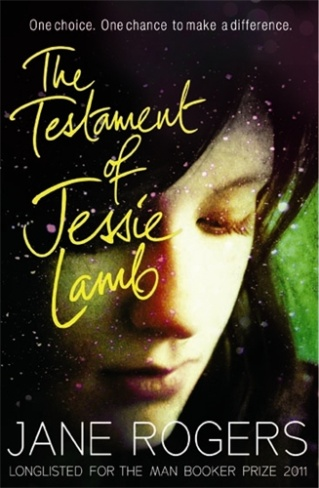 One choice. One chance to make a difference.
The
Testament
of
Jessie
Lamb
JANE ROGERS
LONGLISTED FOR THE MAN BOOKER PRIZE 2011